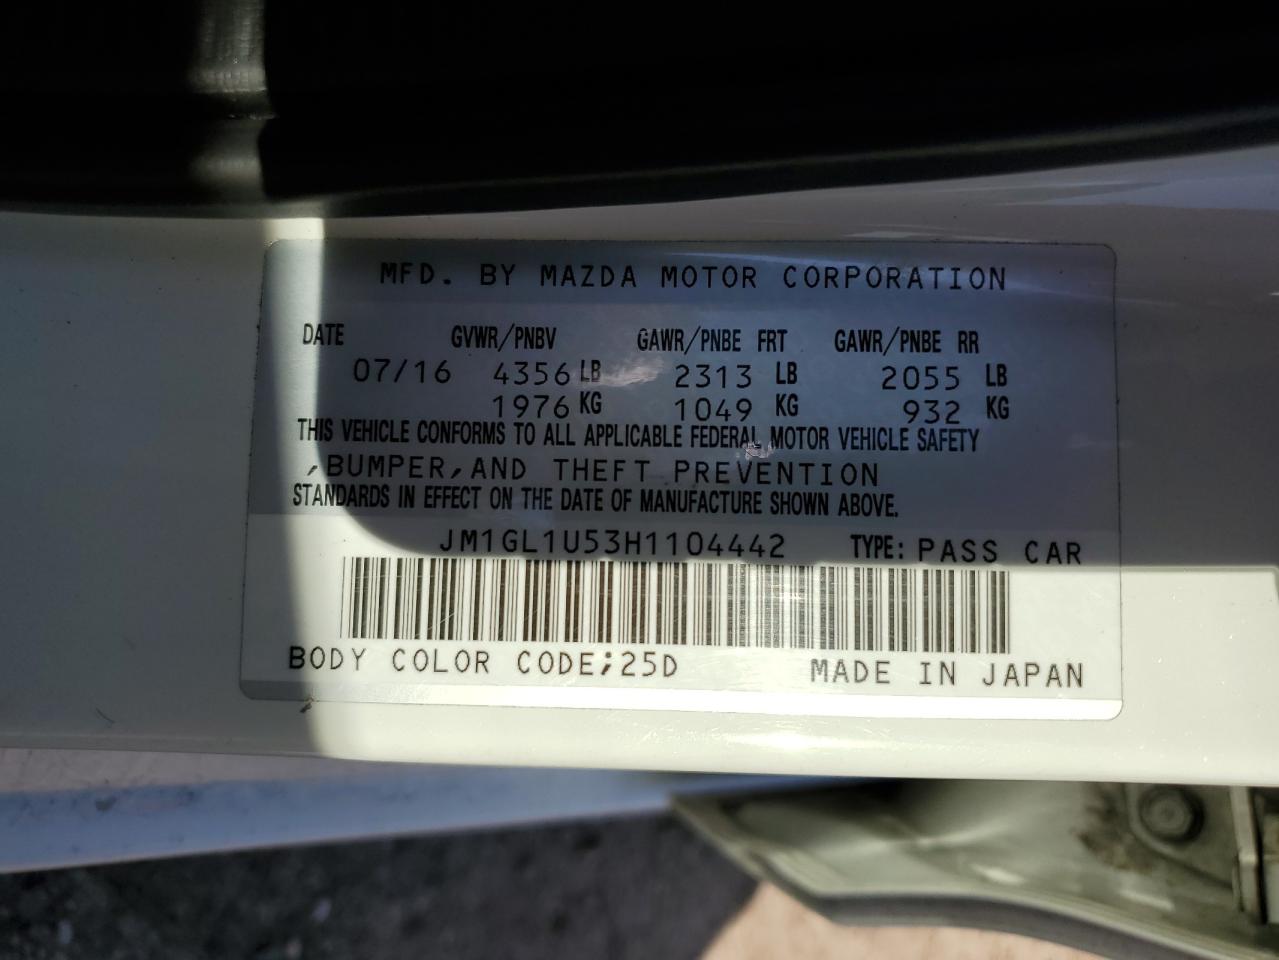 MFD. BY MAZDA MOTOR CORPORATION
DATE GVWR/PNBV GAWR/PNBE FRT GAWR/PNBE RR
07/16 4356 LB 2313 LB 2055 LB
1976 KG 1049 KG 932 KG
THIS VEHICLE CONFORMS TO ALL APPLICABLE FEDERAL MOTOR VEHICLE SAFETY
,BUMPER,AND THEFT PREVENTION
STANDARDS IN EFFECT ON THE DATE OF MANUFACTURE SHOWN ABOVE.
JM1GL1U53H1104442 TYPE: PASS CAR
BODY COLOR CODE;25D MADE IN JAPAN